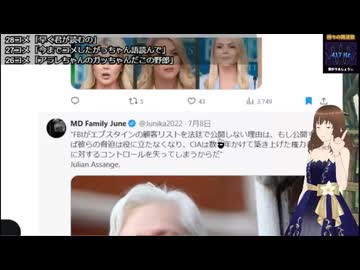 28コメ 「早く君が読むの」
27コメ 「今までコメしたがっちゃん語読んで」
26コメ 「アラレちゃんのガッちゃんだこの野郎」
417 Hz
43
MD Family June @Junika2022・7月8日
"FBIがエプスタインの顧客リストを法廷で公開しない理由は、もし公開す
ば彼らの脅迫は役に立たなくなり、CIAは数 年かけて築き上げた権力
に対するコントロールを失ってしまうからだ"
Julian Assange.